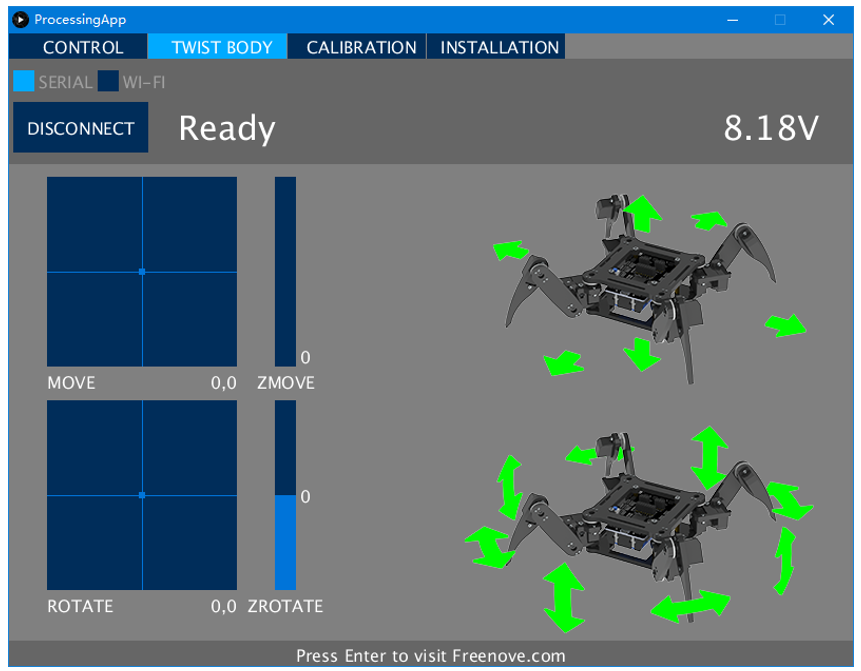 ProcessingApp
CONTROL TWIST BODY CALIBRATION INSTALLATION
SERIAL WI-FI
DISCONNECT Ready 8.18V
0
MOVE 0,0 ZMOVE
0
ROTATE 0,0 ZROTATE
Press Enter to visit Freenove.com